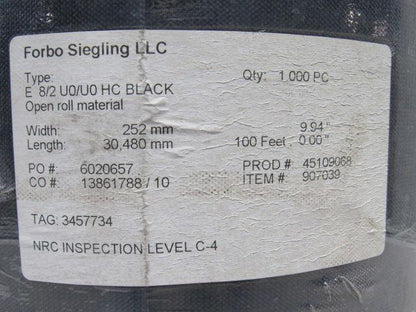 Forbo Siegling LLC
Type: Qty: 1.000 PC
E 8/2 U0/U0 HC BLACK
Open roll material
Width: 252 mm 9.94"
Length: 30,480 mm 100 Feet , 0.00"
PO #: 6020657 PROD #: 45109068
CO #: 13861788 / 10 ITEM #: 907039
TAG: 3457734
NRC INSPECTION LEVEL C-4